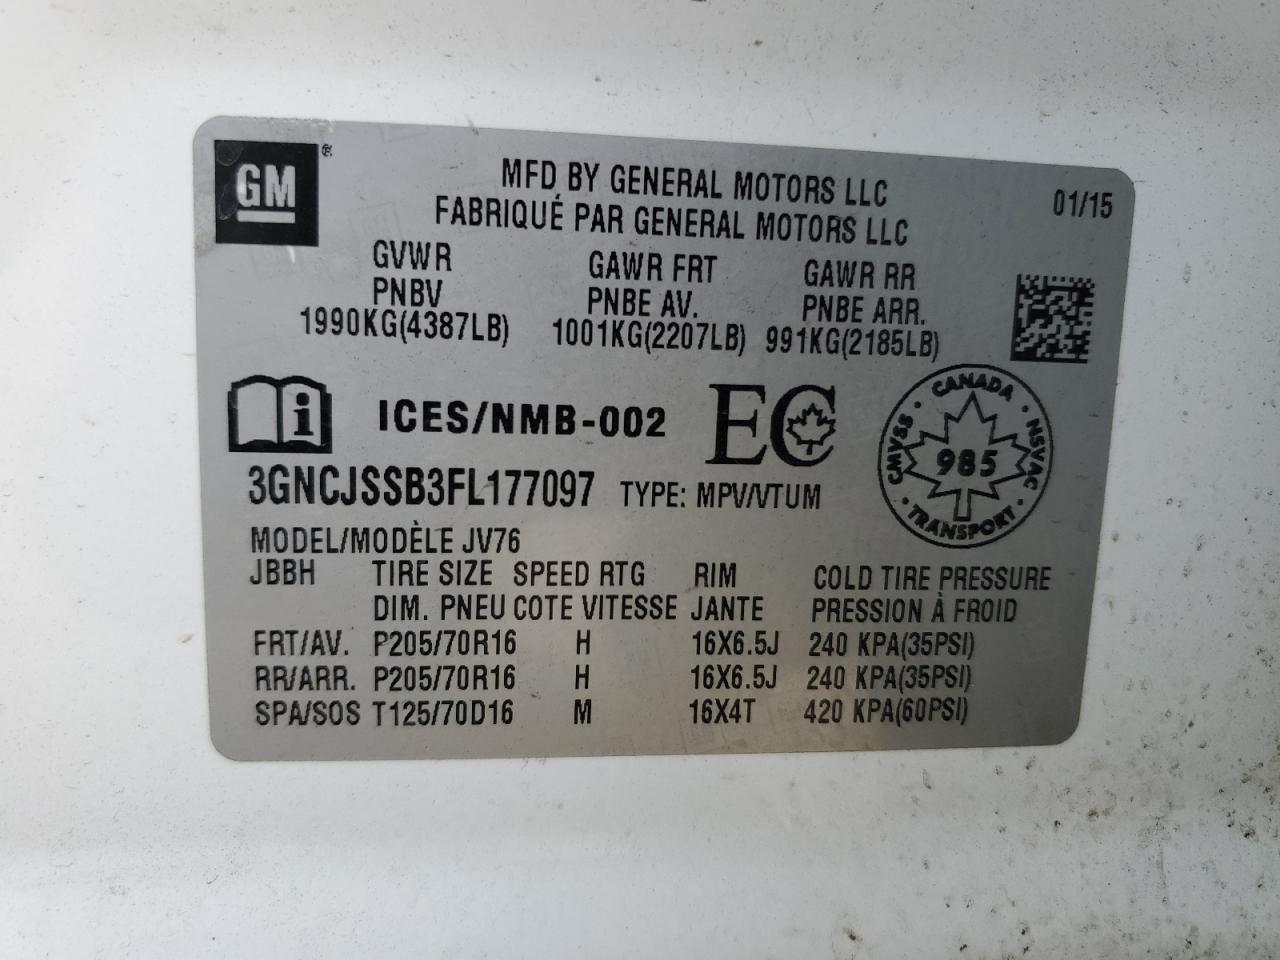 GM ®
MFD BY GENERAL MOTORS LLC
FABRIQUÉ PAR GENERAL MOTORS LLC
01/15
GVWR GAWR FRT GAWR RR
PNBV PNBE AV. PNBE ARR.
1990KG(4387LB) 1001KG(2207LB) 991KG(2185LB)
i ICES/NMB-002 EC
CANADA · NSVAC · TRANSPORT · CMVSS ·
985
3GNCJSSB3FL177097 TYPE: MPV/VTUM
MODEL/MODÈLE JV76
JBBH TIRE SIZE SPEED RTG RIM COLD TIRE PRESSURE
DIM. PNEU COTE VITESSE JANTE PRESSION À FROID
FRT/AV. P205/70R16 H 16X6.5J 240 KPA(35PSI)
RR/ARR. P205/70R16 H 16X6.5J 240 KPA(35PSI)
SPA/SOS T125/70D16 M 16X4T 420 KPA(60PSI)